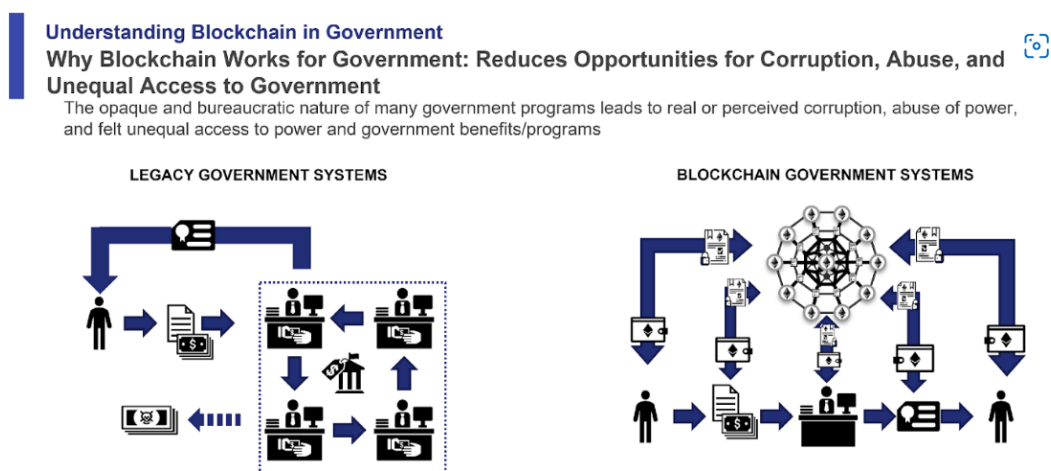 Understanding Blockchain in Government
Why Blockchain Works for Government: Reduces Opportunities for Corruption, Abuse, and
Unequal Access to Government
The opaque and bureaucratic nature of many government programs leads to real or perceived corruption, abuse of power,
and felt unequal access to power and government benefits/programs
LEGACY GOVERNMENT SYSTEMS
BLOCKCHAIN GOVERNMENT SYSTEMS